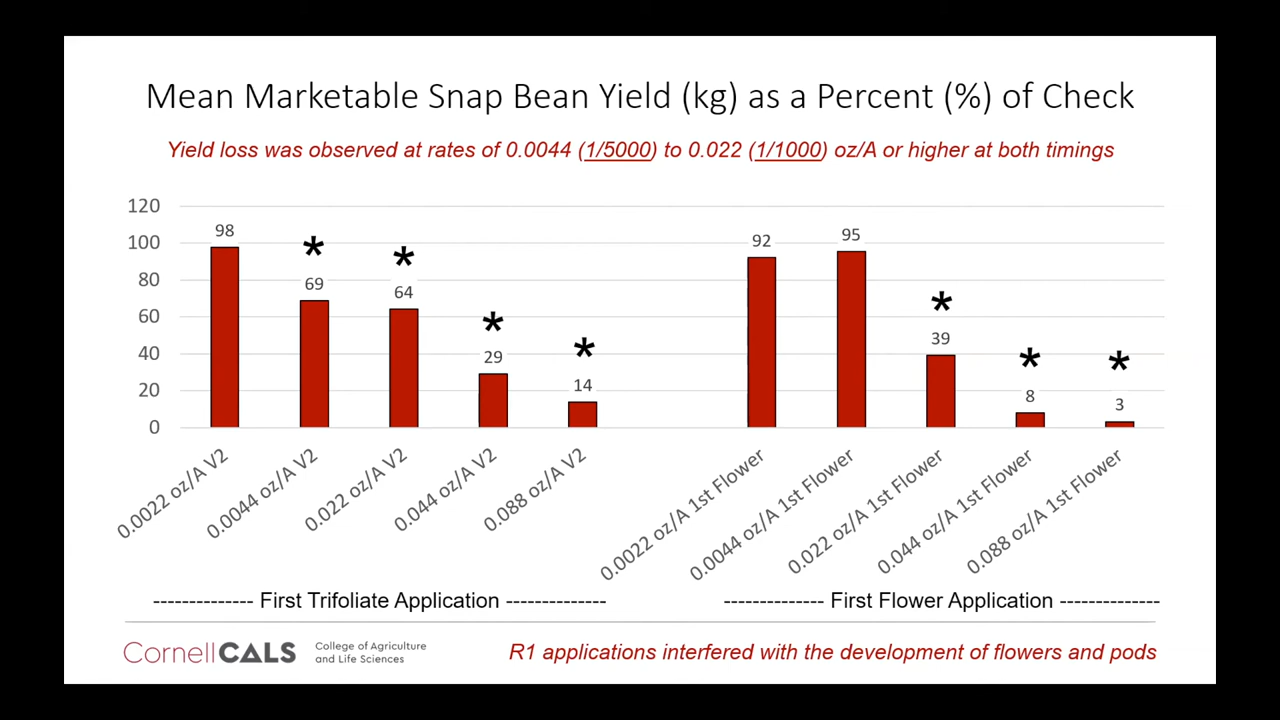 Mean Marketable Snap Bean Yield (kg) as a Percent (%) of Check
Yield loss was observed at rates of 0.0044 (1/5000) to 0.022 (1/1000) oz/A or higher at both timings
120
100
80
60
40
20
0
98
*
69
*
64
*
29
*
14
92
95
*
39
*
8
*
3
0.0022 oz/A V2
0.0044 oz/A V2
0.022 oz/A V2
0.044 oz/A V2
0.088 oz/A V2
0.0022 oz/A 1st Flower
0.0044 oz/A 1st Flower
0.022 oz/A 1st Flower
0.044 oz/A 1st Flower
0.088 oz/A 1st Flower
-------------- First Trifoliate Application --------------
-------------- First Flower Application --------------
CornellCALS
College of Agriculture
and Life Sciences
R1 applications interfered with the development of flowers and pods